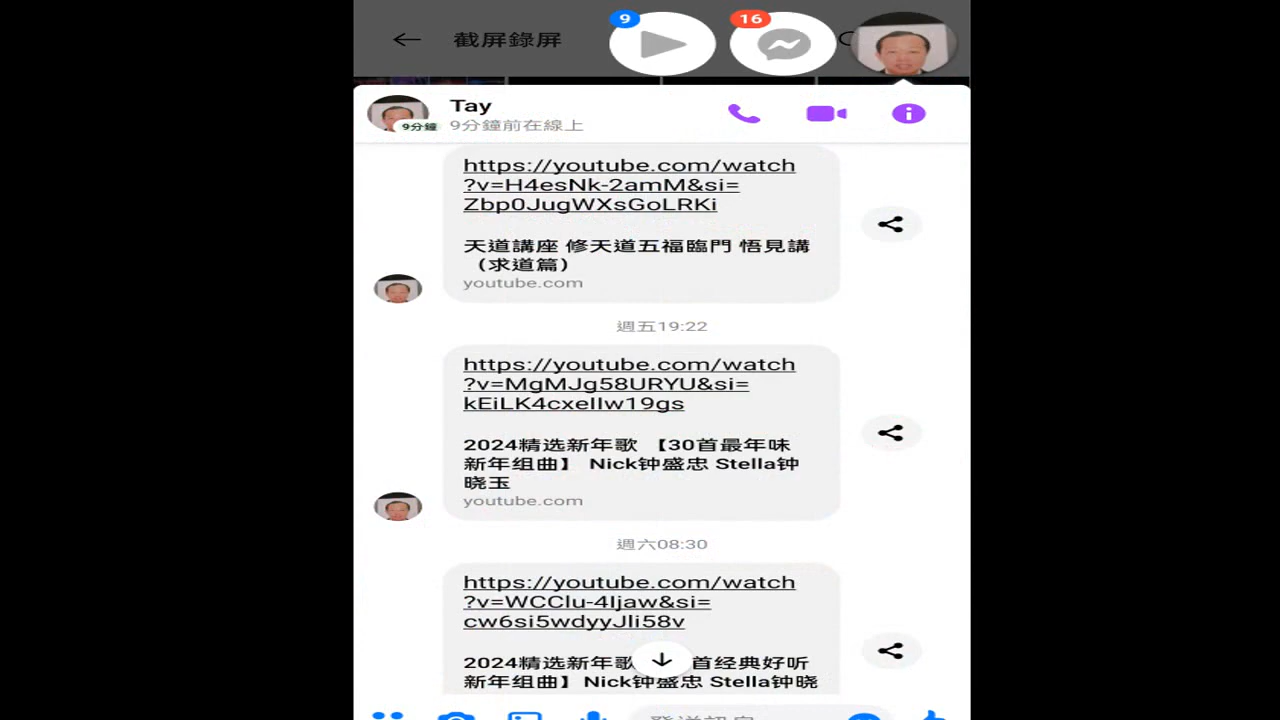 截屏錄屏
9
16
Tay
9分鐘
9分鐘前在線上
https://youtube.com/watch
?v=H4esNk-2amM&si=
Zbp0JugWXsGoLRKi
天道講座 修天道五福臨門 悟見講
（求道篇）
youtube.com
週五19:22
https://youtube.com/watch
?v=MgMJg58URYU&si=
kEiLK4cxelIw19gs
2024精选新年歌 【30首最年味
新年组曲】 Nick钟盛忠 Stella钟
晓玉
youtube.com
週六08:30
https://youtube.com/watch
?v=WCClu-4Ijaw&si=
cw6si5wdyyJli58v
2024精选新年歌 首经典好听
新年组曲】Nick钟盛忠 Stella钟晓
發送訊息